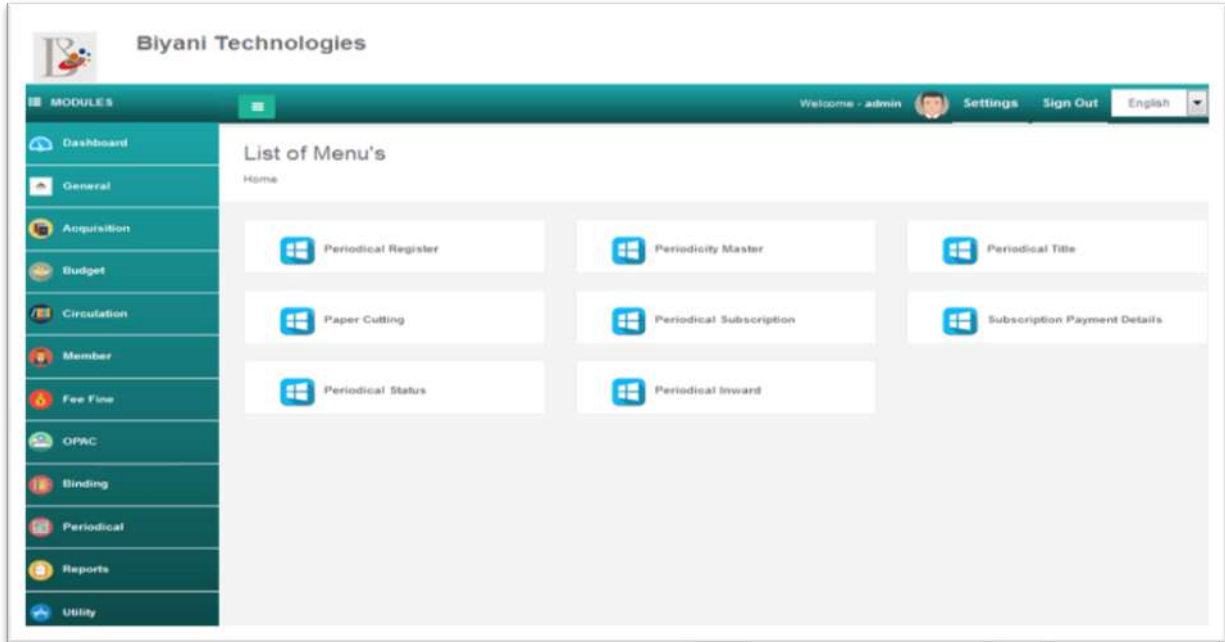 Biyani Technologies
MODULES
Welcome - admin Settings Sign Out English
Dashboard
General
Acquisition
Budget
Circulation
Member
Fee Fine
OPAC
Binding
Periodical
Reports
Utility
List of Menu's
Home
Periodical Register Periodicity Master Periodical Title
Paper Cutting Periodical Subscription Subscription Payment Details
Periodical Status Periodical Inward